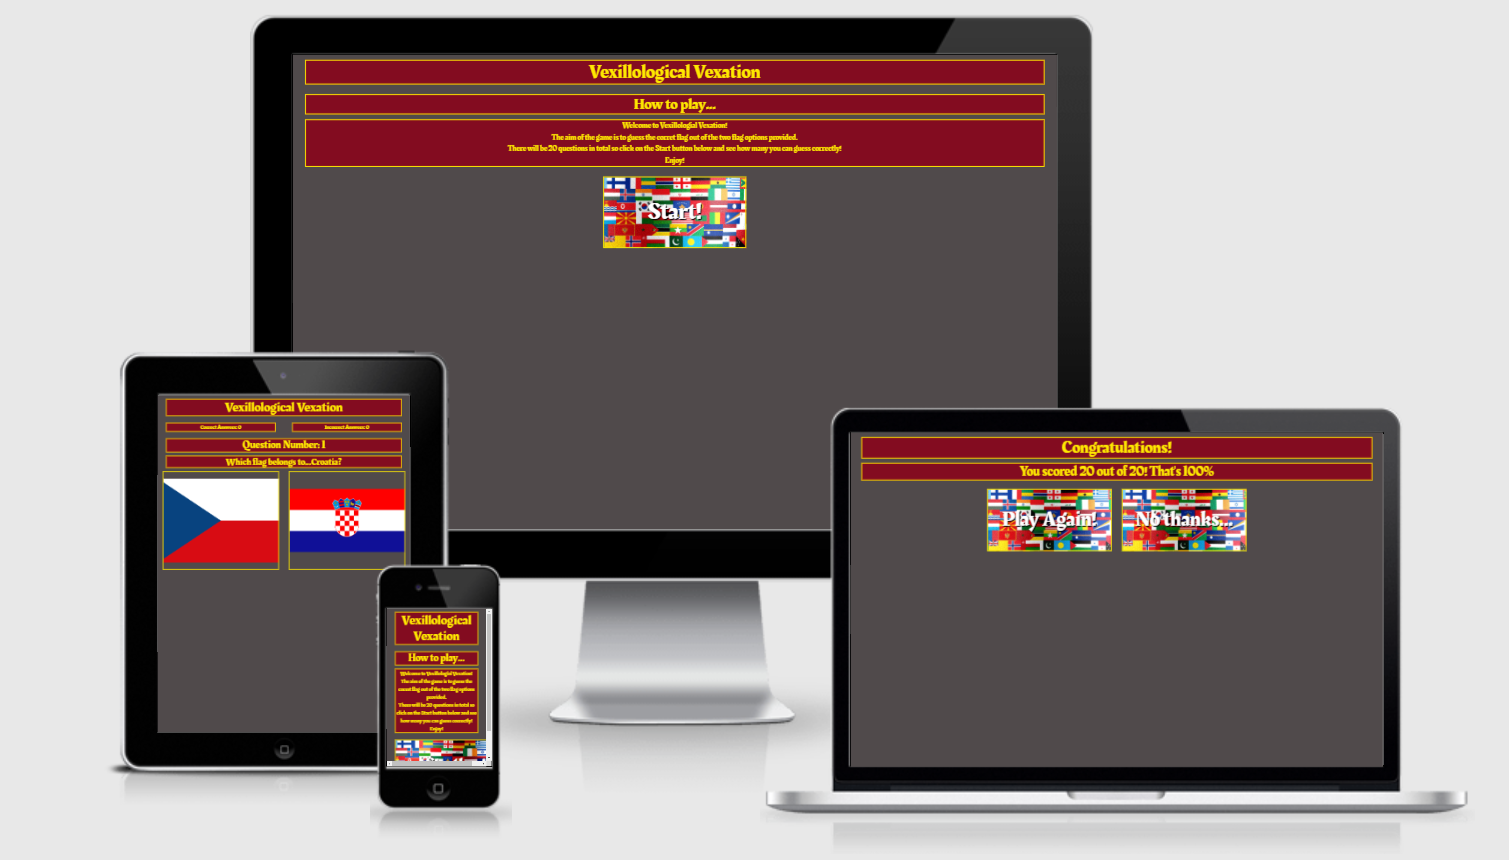 Vexillological Vexation
How to play...
Welcome to Vexillologial Vexation!
The aim of the game is to guess the correct flag out of the two flag options provided.
There will be 20 questions in total so click on the Start button below and see how many you can guess correctly!
Enjoy!
Start!
Vexillological Vexation
Correct Answers: 0
Incorrect Answers: 0
Question Number: 1
Which flag belongs to...Croatia?
Vexillological
Vexation
How to play...
Welcome to Vexillologial Vexation!
The aim of the game is to guess the
correct flag out of the two flag options
provided.
There will be 20 questions in total so
click on the Start button below and see
how many you can guess correctly!
Enjoy!
Congratulations!
You scored 20 out of 20! That's 100%
Play Again!
No thanks...